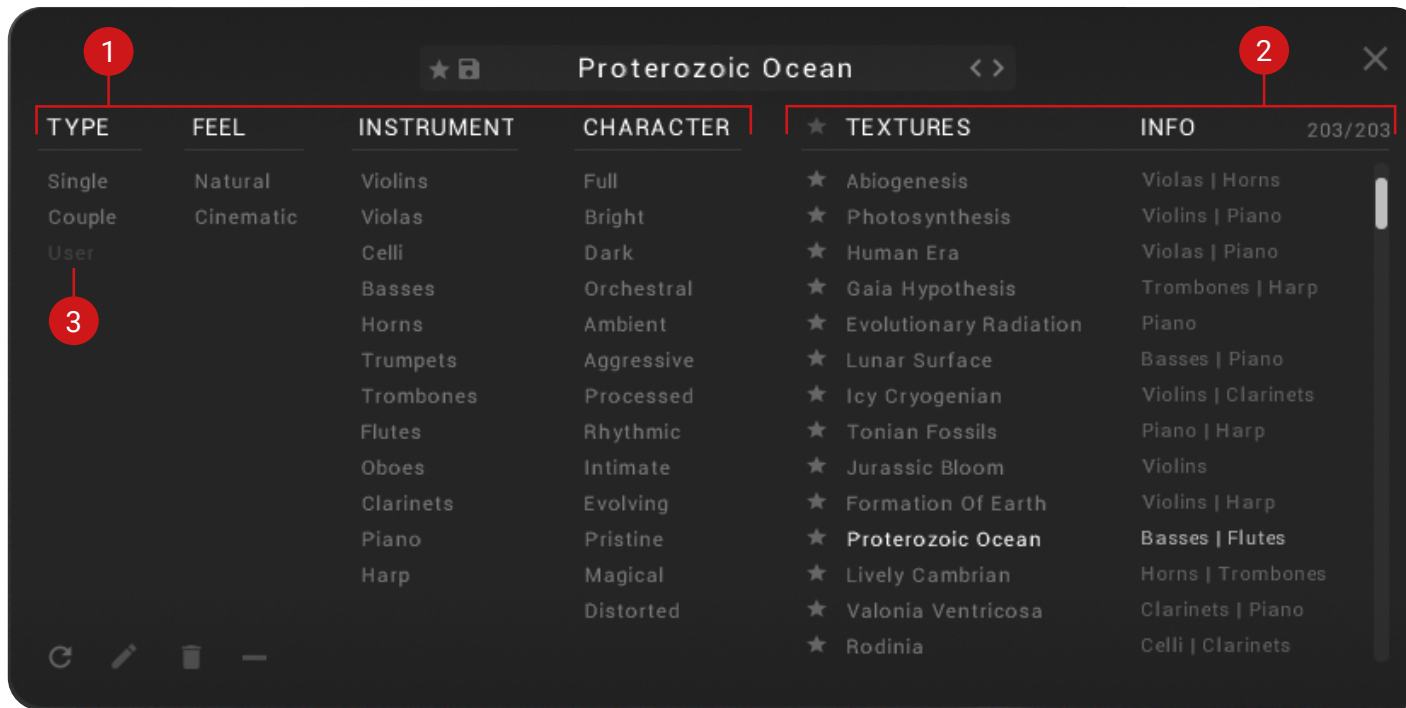 1
2
Proterozoic Ocean
TYPE FEEL INSTRUMENT CHARACTER TEXTURES INFO 203/203
Single Natural Violins Full Abiogenesis Violas | Horns
Couple Cinematic Violas Bright Photosynthesis Violins | Piano
User Celli Dark Human Era Violas | Piano
Basses Orchestral Gaia Hypothesis Trombones | Harp
3 Horns Ambient Evolutionary Radiation Piano
Trumpets Aggressive Lunar Surface Basses | Piano
Trombones Processed Icy Cryogenian Violins | Clarinets
Flutes Rhythmic Tonian Fossils Piano | Harp
Oboes Intimate Jurassic Bloom Violins
Clarinets Evolving Formation Of Earth Violins | Harp
Piano Pristine Proterozoic Ocean Basses | Flutes
Harp Magical Lively Cambrian Horns | Trombones
Distorted Valonia Ventricosa Clarinets | Piano
Rodinia Celli | Clarinets